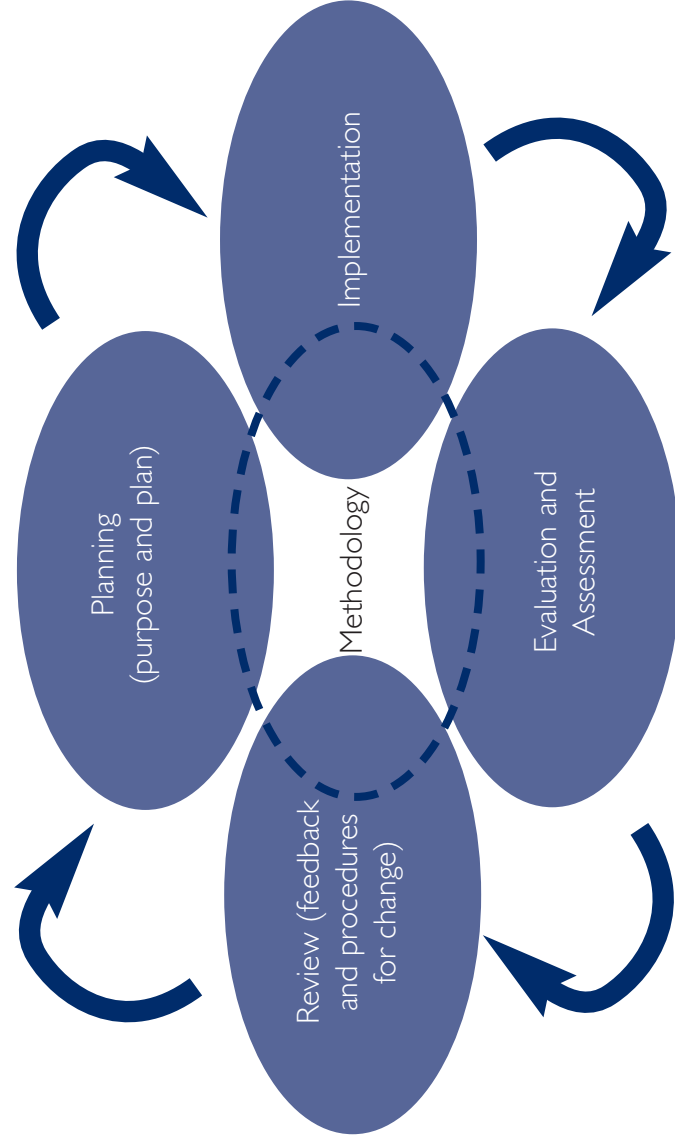 Planning
(purpose and plan)
Implementation
Methodology
Evaluation and
Assessment
Review (feedback
and procedures
for change)